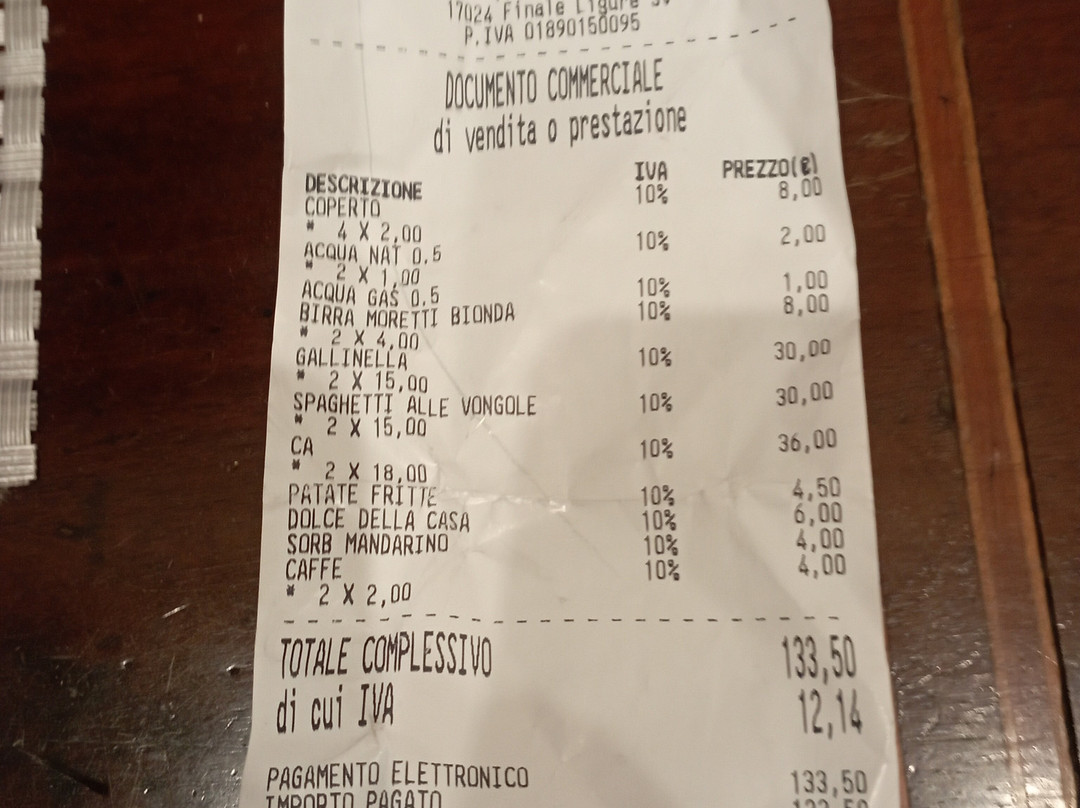 17024 Finale Ligure SV
P.IVA 01890150095
DOCUMENTO COMMERCIALE
di vendita o prestazione
DESCRIZIONE IVA PREZZO(€)
COPERTO 10% 8,00
* 4 X 2,00
ACQUA NAT 0.5 10% 2,00
* 2 X 1,00
ACQUA GAS 0.5 10% 1,00
BIRRA MORETTI BIONDA 10% 8,00
* 2 X 4,00
GALLINELLA 10% 30,00
* 2 X 15,00
SPAGHETTI ALLE VONGOLE 10% 30,00
* 2 X 15,00
CA 10% 36,00
* 2 X 18,00
PATATE FRITTE 10% 4,50
DOLCE DELLA CASA 10% 6,00
SORB MANDARINO 10% 4,00
CAFFE 10% 4,00
* 2 X 2,00
TOTALE COMPLESSIVO 133,50
di cui IVA 12,14
PAGAMENTO ELETTRONICO 133,50
IMPORTO PAGATO 133,50